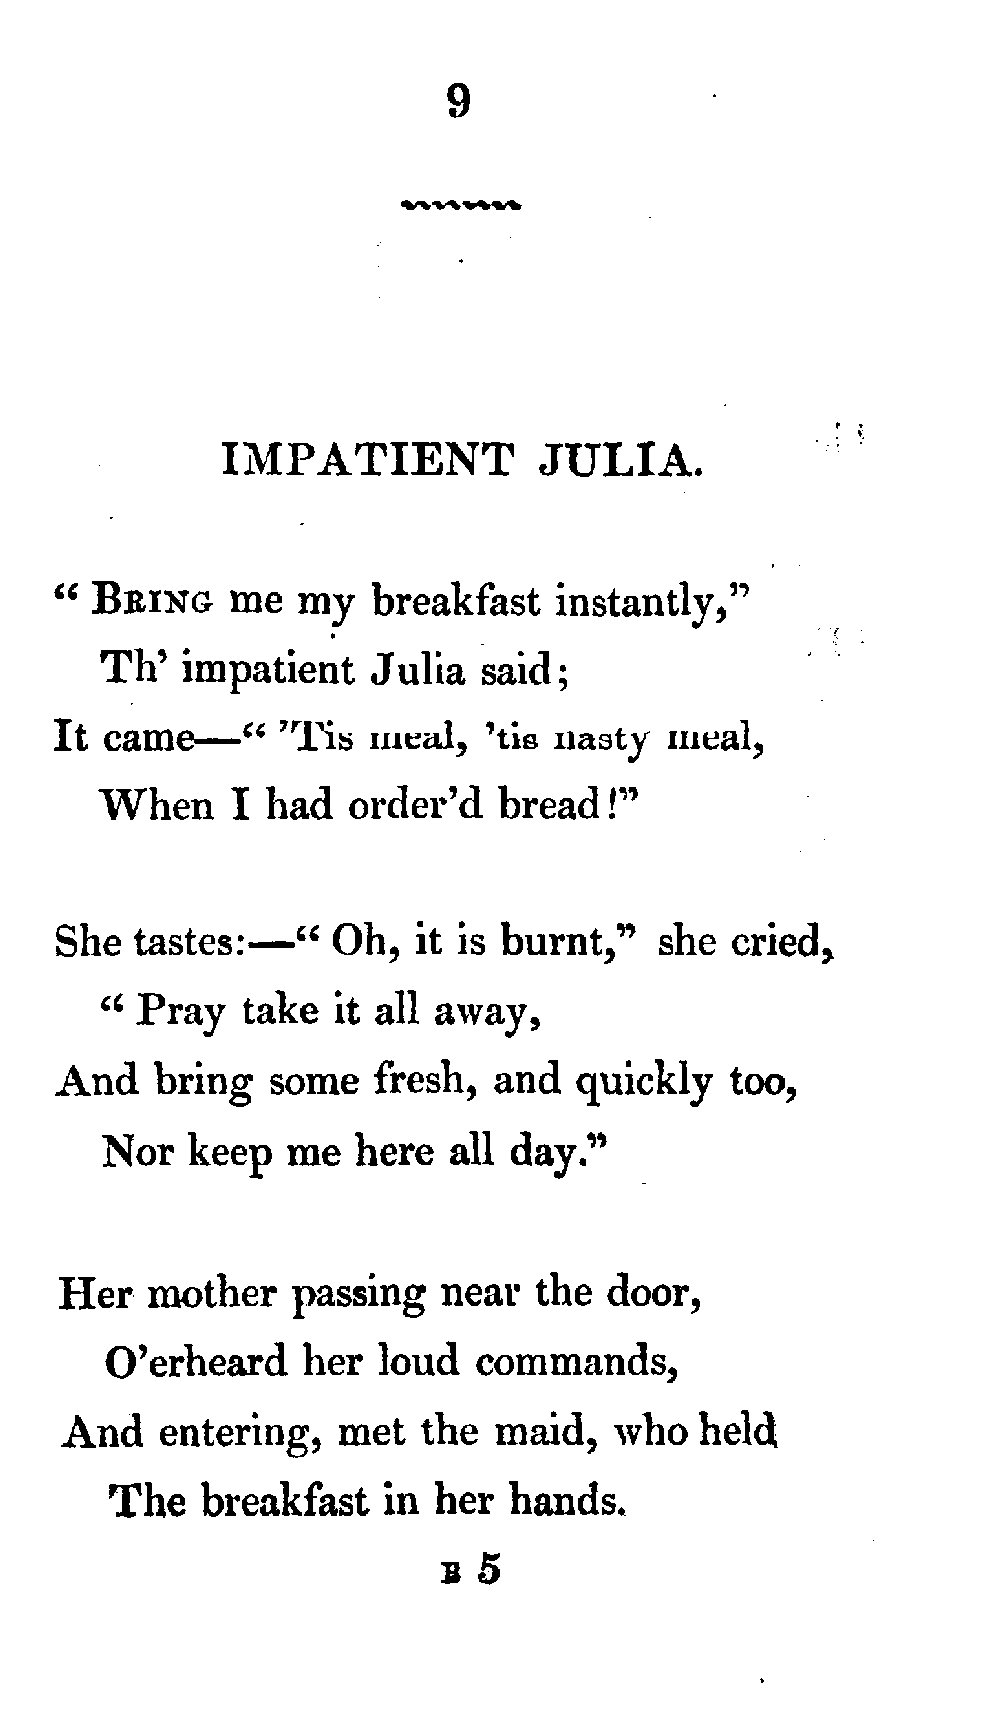 9
IMPATIENT JULIA.
“ BRING me my breakfast instantly,”
Th’ impatient Julia said;
It came—“ ’Tis meal, ’tis nasty meal,
When I had order’d bread!”
She tastes:—“ Oh, it is burnt,” she cried,
“ Pray take it all away,
And bring some fresh, and quickly too,
Nor keep me here all day.”
Her mother passing near the door,
O’erheard her loud commands,
And entering, met the maid, who held
The breakfast in her hands.
B 5